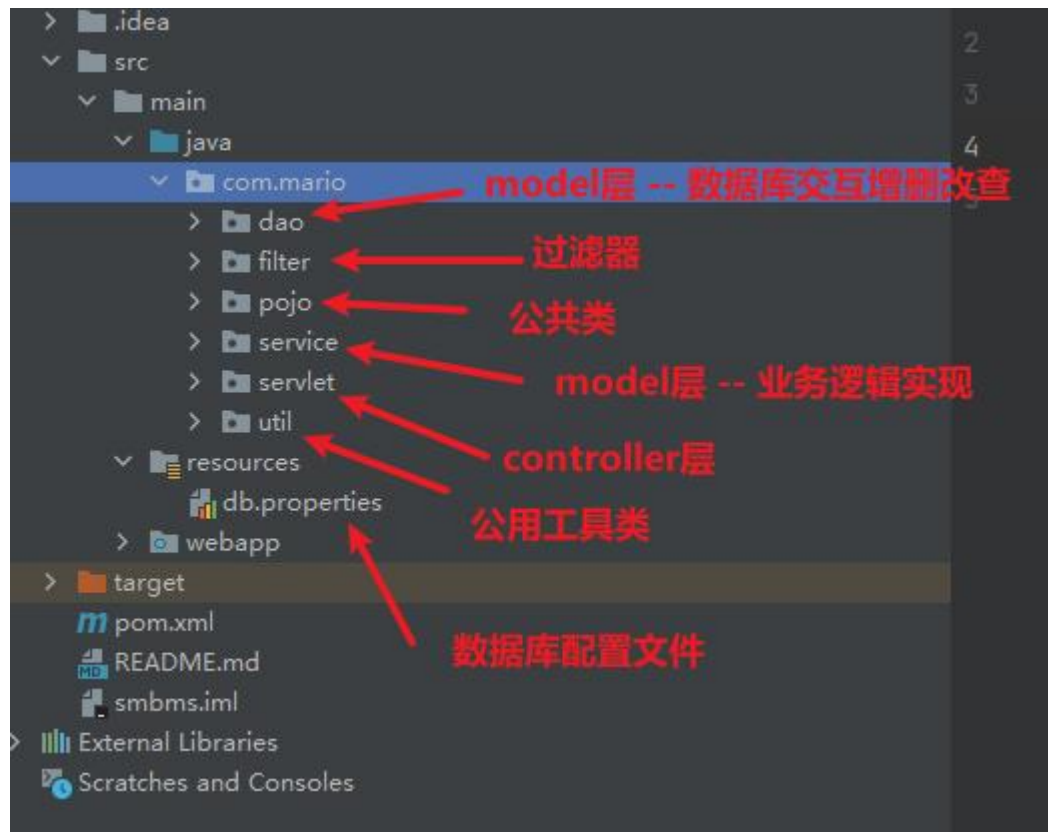 .idea
2
src
main
3
java
4
com.mario
model层 -- 数据库交互增删改查
dao
filter
过滤器
pojo
公共类
service
servlet
model层 -- 业务逻辑实现
util
controller层
resources
db.properties
公用工具类
webapp
target
m pom.xml
数据库配置文件
MD README.md
smbms.iml
External Libraries
Scratches and Consoles